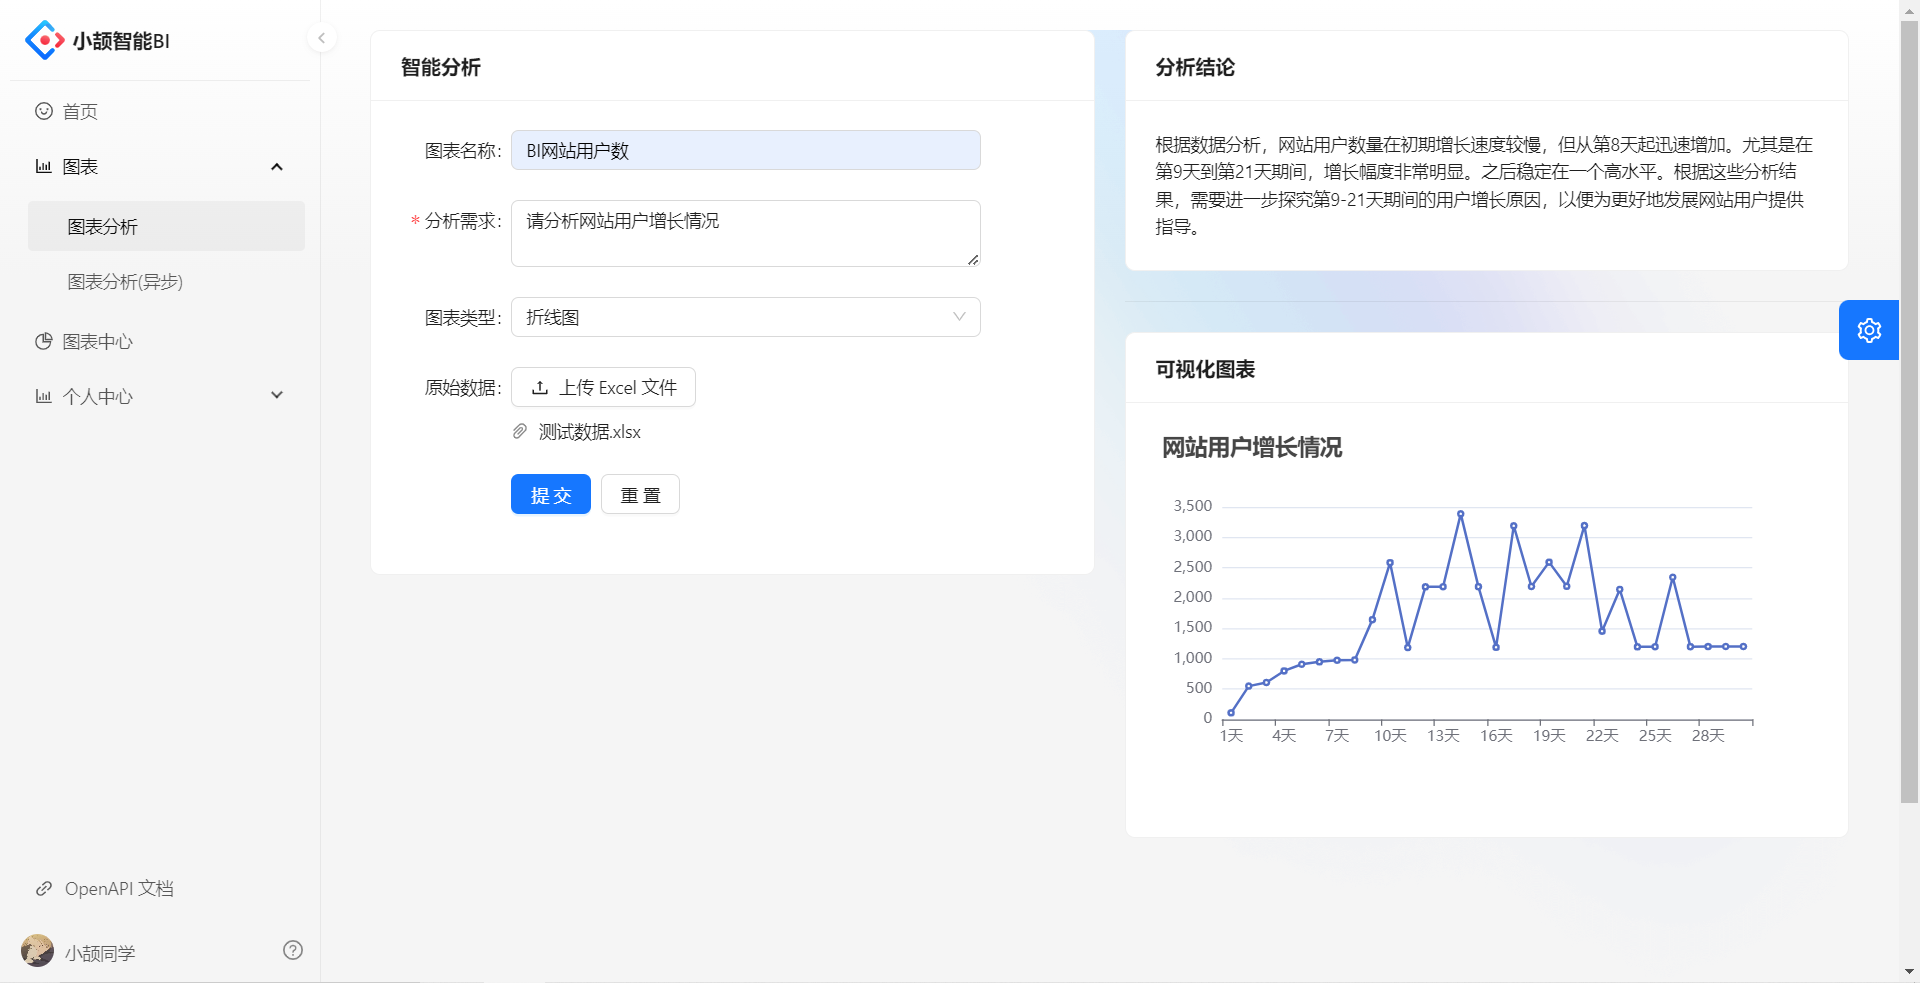 小颉智能BI
首页
图表
图表分析
图表分析(异步)
图表中心
个人中心
OpenAPI 文档
小颉同学
智能分析
图表名称:
BI网站用户数
* 分析需求:
请分析网站用户增长情况
图表类型:
折线图
原始数据:
上传 Excel 文件
测试数据.xlsx
提 交
重 置
分析结论
根据数据分析，网站用户数量在初期增长速度较慢，但从第8天起迅速增加。尤其是在
第9天到第21天期间，增长幅度非常明显。之后稳定在一个高水平。根据这些分析结
果，需要进一步探究第9-21天期间的用户增长原因，以便为更好地发展网站用户提供
指导。
可视化图表
网站用户增长情况
3,500
3,000
2,500
2,000
1,500
1,000
500
0
1天 4天 7天 10天 13天 16天 19天 22天 25天 28天